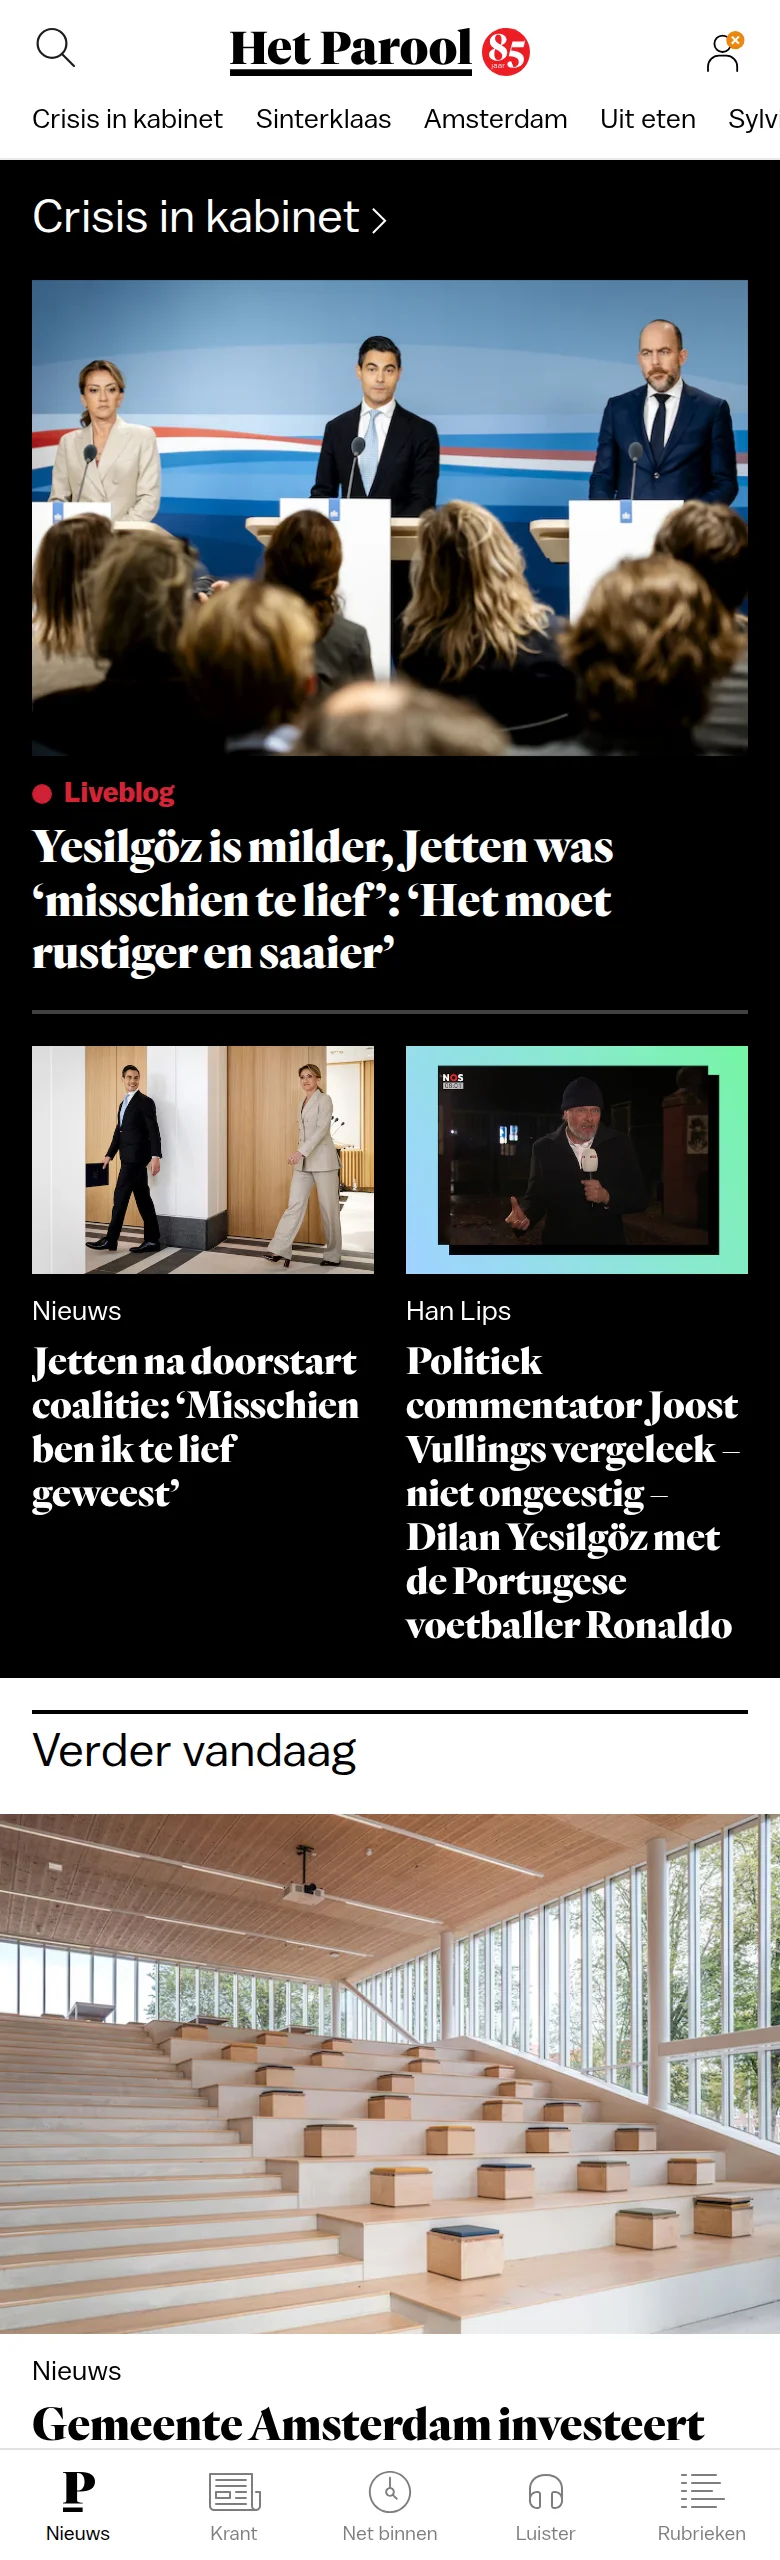 Het Parool 85 jaar
Crisis in kabinet Sinterklaas Amsterdam Uit eten Sylvi
Crisis in kabinet
Liveblog
Yesilgöz is milder, Jetten was
‘misschien te lief’: ‘Het moet
rustiger en saaier’
NOS
Nieuws
Jetten na doorstart
coalitie: ‘Misschien
ben ik te lief
geweest’
Han Lips
Politiek
commentator Joost
Vullings vergeleek –
niet ongeestig –
Dilan Yesilgöz met
de Portugese
voetballer Ronaldo
Verder vandaag
Nieuws
Gemeente Amsterdam investeert
Nieuws Krant Net binnen Luister Rubrieken